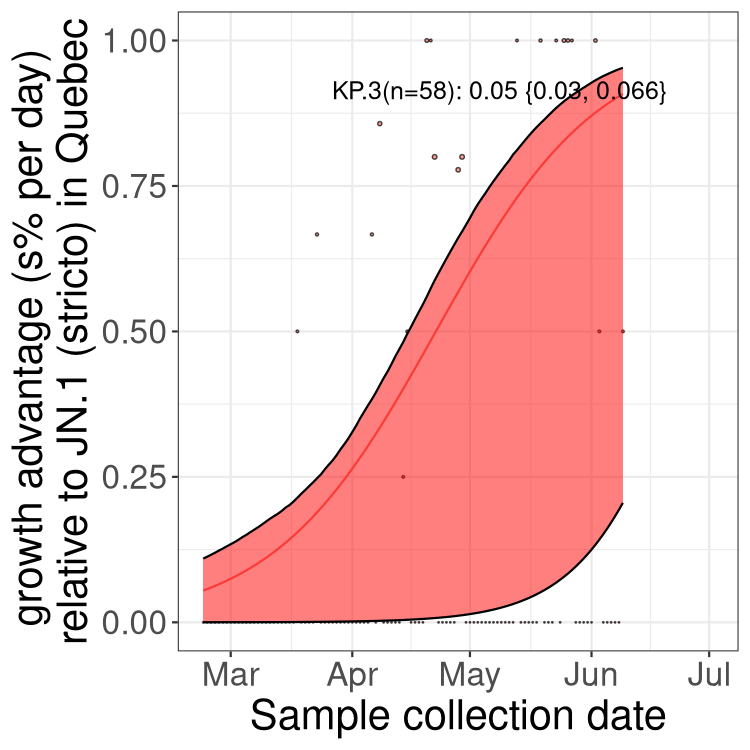 growth advantage (s% per day)
relative to JN.1 (stricto) in Quebec
1.00
0.75
0.50
0.25
0.00
KP.3(n=58): 0.05 {0.03, 0.066}
Mar Apr May Jun Jul
Sample collection date